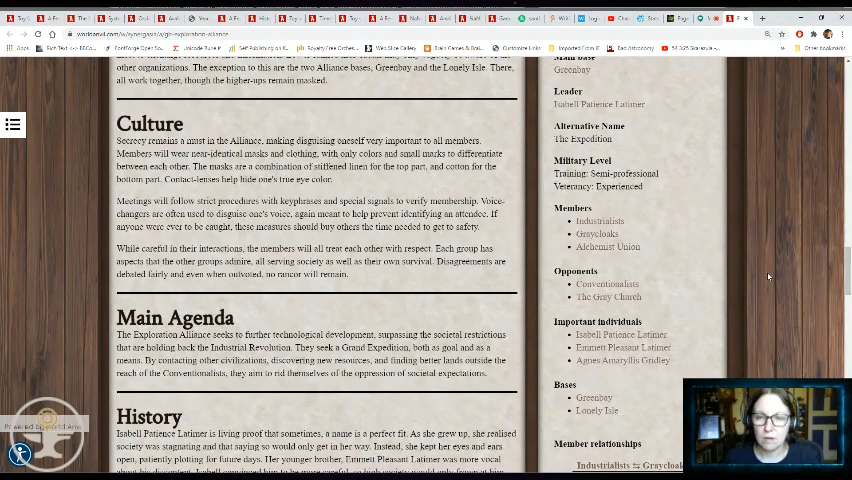 worldanvil.com/w/synergasia/a/gb-exploration-alliance
Other bookmarks
other organizations. The exception to this are the two Alliance bases, Greenbay and the Lonely Isle. There,
all work together, though the higher-ups remain masked.
Culture
Secrecy remains a must in the Alliance, making disguising oneself very important to all members.
Members will wear near-identical masks and clothing, with only colors and small marks to differentiate
between each other. The masks are a combination of stiffened linen for the top part, and cotton for the
bottom part. Contact-lenses help hide one's true eye color.
Meetings will follow strict procedures with keyphrases and special signals to verify membership. Voice-
changers are often used to disguise one's voice, again meant to help prevent identifying an attendee. If
anyone were ever to be caught, these measures should buy others the time needed to get to safety.
While careful in their interactions, the members will all treat each other with respect. Each group has
aspects that the other groups admire, all serving society as well as their own survival. Disagreements are
debated fairly and even when outvoted, no rancor will remain.
Main Agenda
The Exploration Alliance seeks to further technological development, surpassing the societal restrictions
that are holding back the Industrial Revolution. They seek a Grand Expedition, both as goal and as a
means. By contacting other civilizations, discovering new resources, and finding better lands outside the
reach of the Conventionalists, they aim to rid themselves of the oppression of societal expectations.
History
Isabell Patience Latimer is living proof that sometimes, a name is a perfect fit. As she grew up, she realised
society was stagnating and that saying so would only get in her way. Instead, she kept her eyes and ears
open, patiently plotting for future days. Her younger brother, Emmett Pleasant Latimer was more vocal
Main base
Greenbay
Leader
Isabell Patience Latimer
Alternative Name
The Expedition
Military Level
Training: Semi-professional
Veterancy: Experienced
Members
Industrialists
Graycloaks
Alchemist Union
Opponents
Conventionalists
The Gray Church
Important individuals
Isabell Patience Latimer
Emmett Pleasant Latimer
Agnes Amaryllis Gridley
Bases
Greenbay
Lonely Isle
Member relationships
Industrialists ⇆ Graycloak
Powered by World Anvi